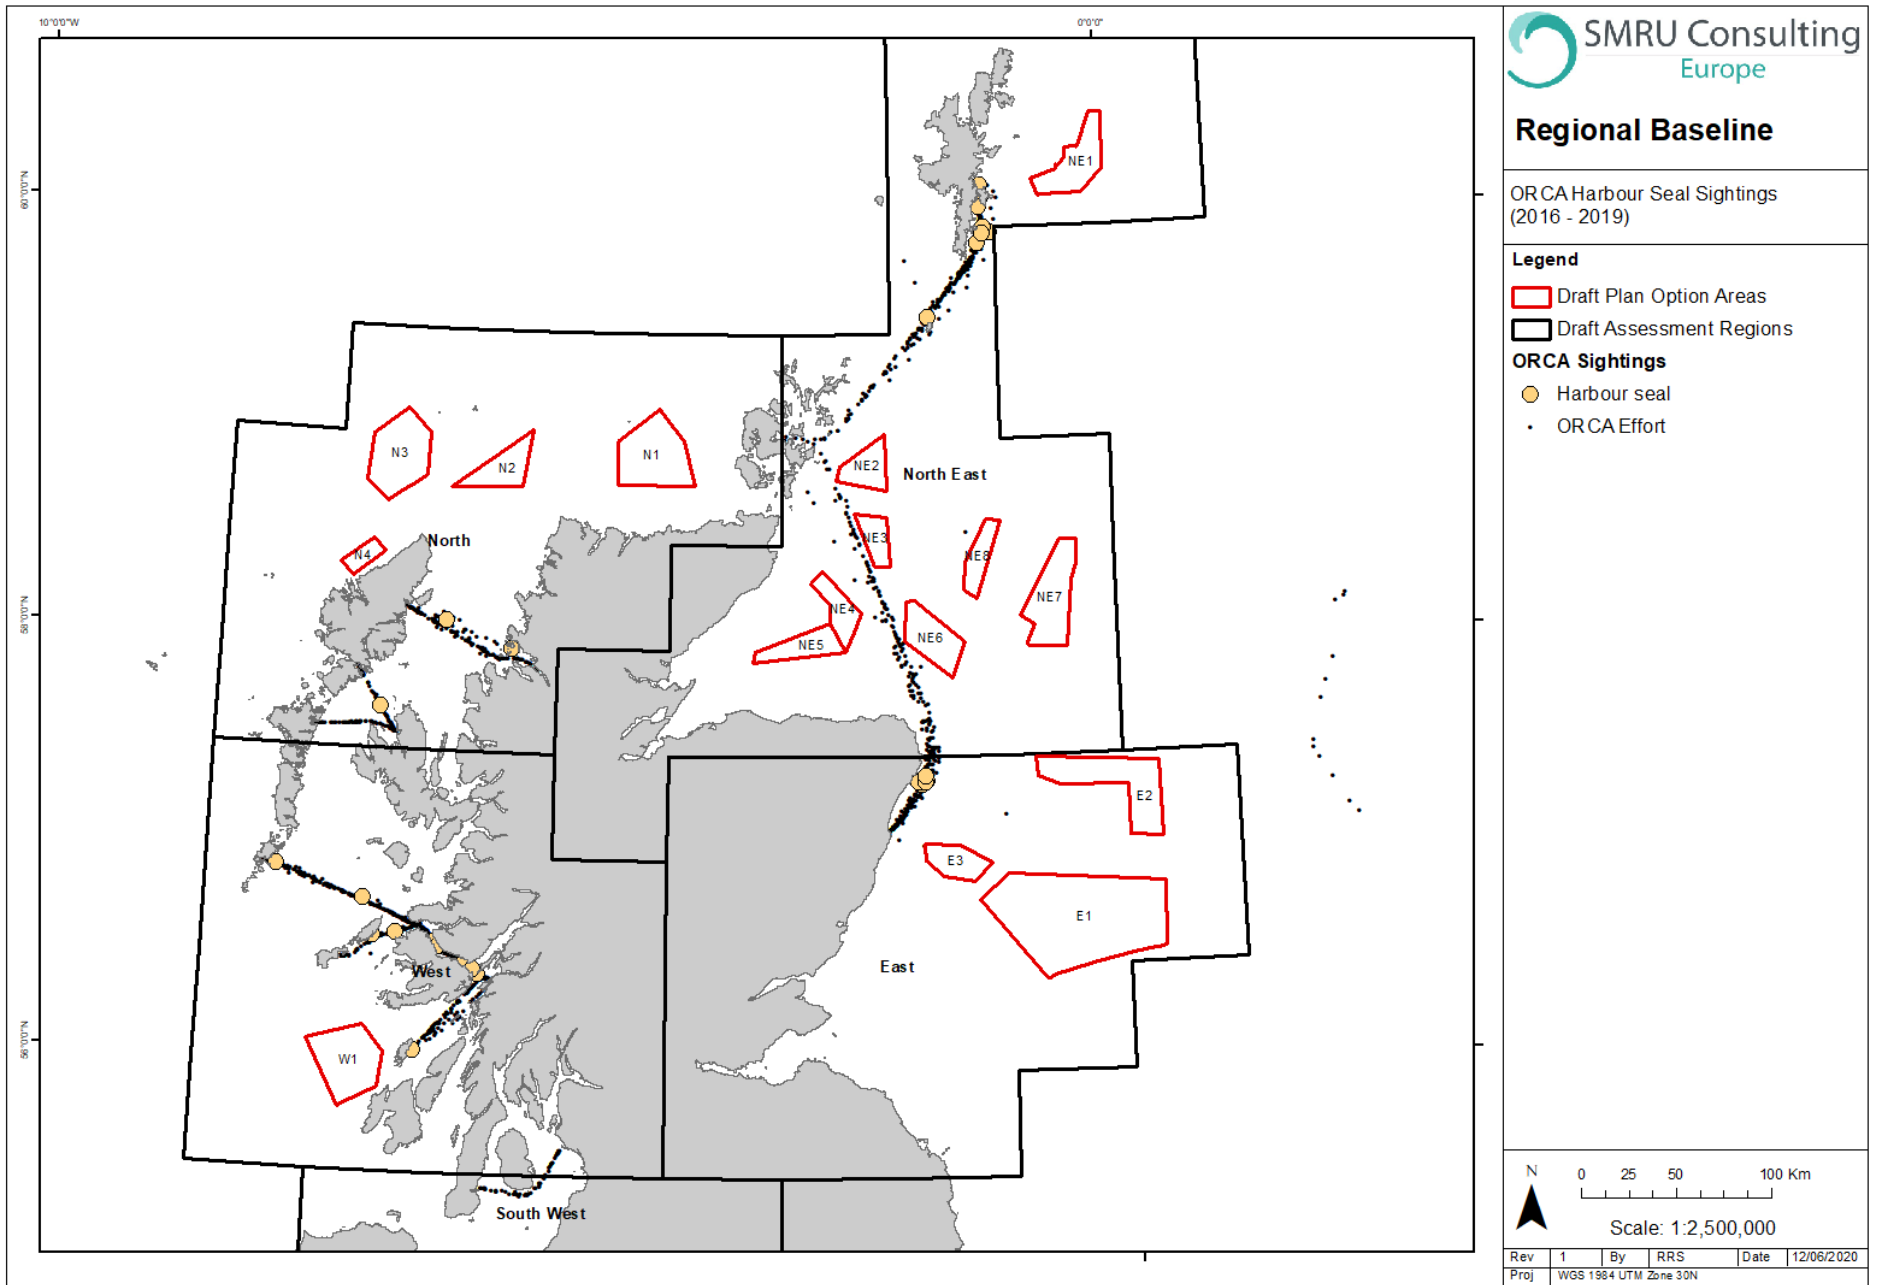 10°0'0"W
0°0'0"
60°0'0"N
58°0'0"N
56°0'0"N
NE1
N3
N2
N1
NE2
North East
N4
North
NE3
NE8
NE7
NE4
NE5
NE6
E2
E3
E1
West
East
W1
South West
SMRU Consulting
Europe
Regional Baseline
ORCA Harbour Seal Sightings
(2016 - 2019)
Legend
Draft Plan Option Areas
Draft Assessment Regions
ORCA Sightings
Harbour seal
ORCA Effort
N
0 25 50 100 Km
Scale: 1:2,500,000
Rev 1 By RRS Date 12/06/2020
Proj WGS 1984 UTM Zone 30N